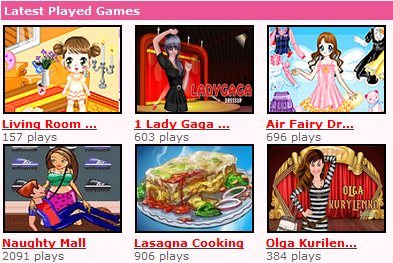 Latest Played Games
LADYGAGA
DRESSUP
Living Room ...
157 plays
1 Lady Gaga ...
603 plays
Air Fairy Dr...
696 plays
OLGA
KURYLENKO
Naughty Mall
2091 plays
Lasagna Cooking
906 plays
Olga Kurilen...
384 plays